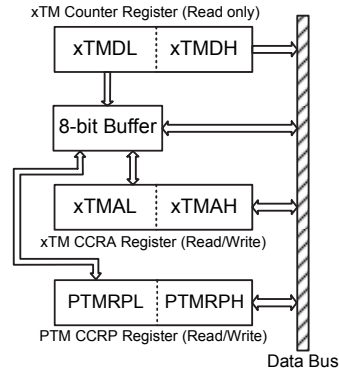 xTM Counter Register (Read only)
xTMDL xTMDH
8-bit Buffer
xTMAL xTMAH
xTM CCRA Register (Read/Write)
PTMRPL PTMRPH
PTM CCRP Register (Read/Write)
Data Bus